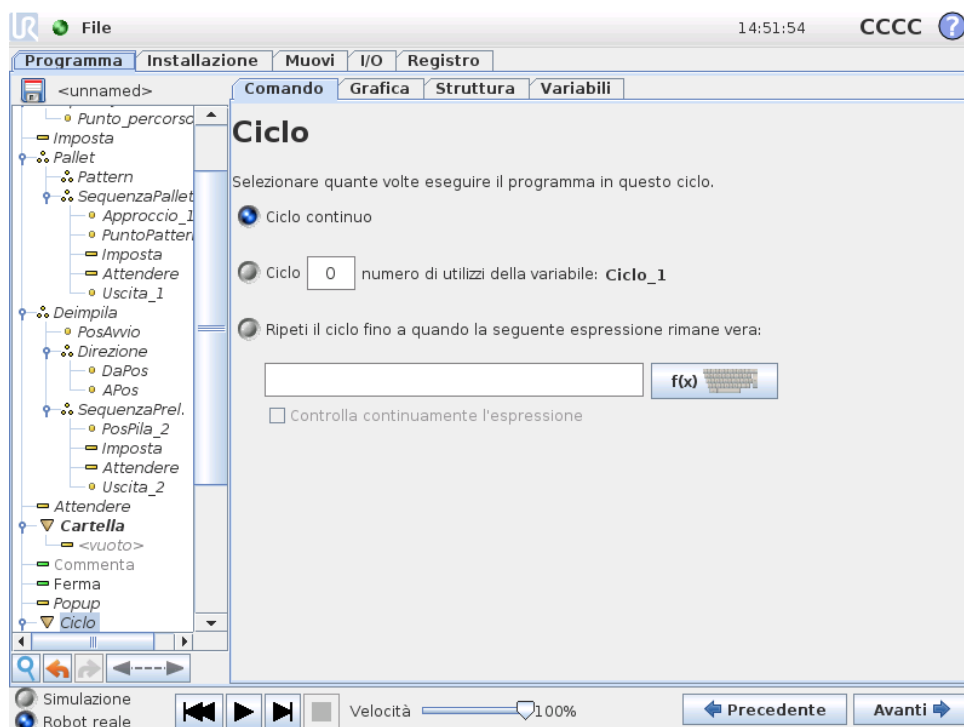 UR File 14:51:54 CCCC ?
Programma Installazione Muovi I/O Registro
<unnamed>
Comando Grafica Struttura Variabili
Punto_percorso
Imposta
Pallet
Pattern
SequenzaPallet
Approccio_1
PuntoPatter
Imposta
Attendere
Uscita_1
Deimpila
PosAvvio
Direzione
DaPos
APos
SequenzaPrel.
PosPila_2
Imposta
Attendere
Uscita_2
Attendere
Cartella
<vuoto>
Commenta
Ferma
Popup
Ciclo
Ciclo
Selezionare quante volte eseguire il programma in questo ciclo.
Ciclo continuo
Ciclo 0 numero di utilizzi della variabile: Ciclo_1
Ripeti il ciclo fino a quando la seguente espressione rimane vera:
f(x)
Controlla continuamente l'espressione
Simulazione
Robot reale
Velocità 100%
Precedente Avanti